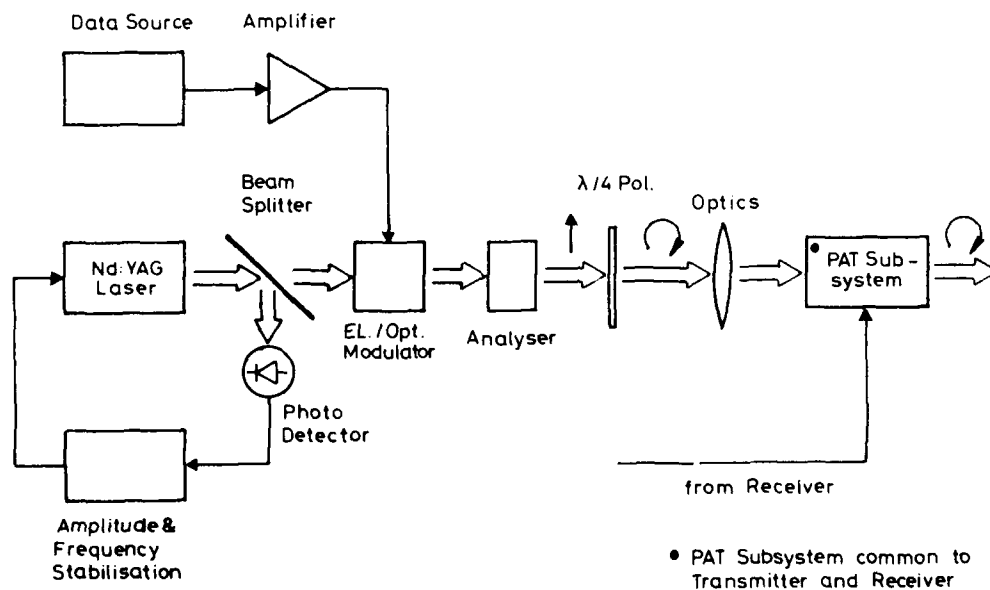 Data Source
Amplifier
Beam
Splitter
λ/4 Pol.
Optics
Nd:YAG
Laser
EL./Opt.
Modulator
Analyser
PAT Sub-
system
Photo
Detector
from Receiver
Amplitude &
Frequency
Stabilisation
• PAT Subsystem common to
Transmitter and Receiver